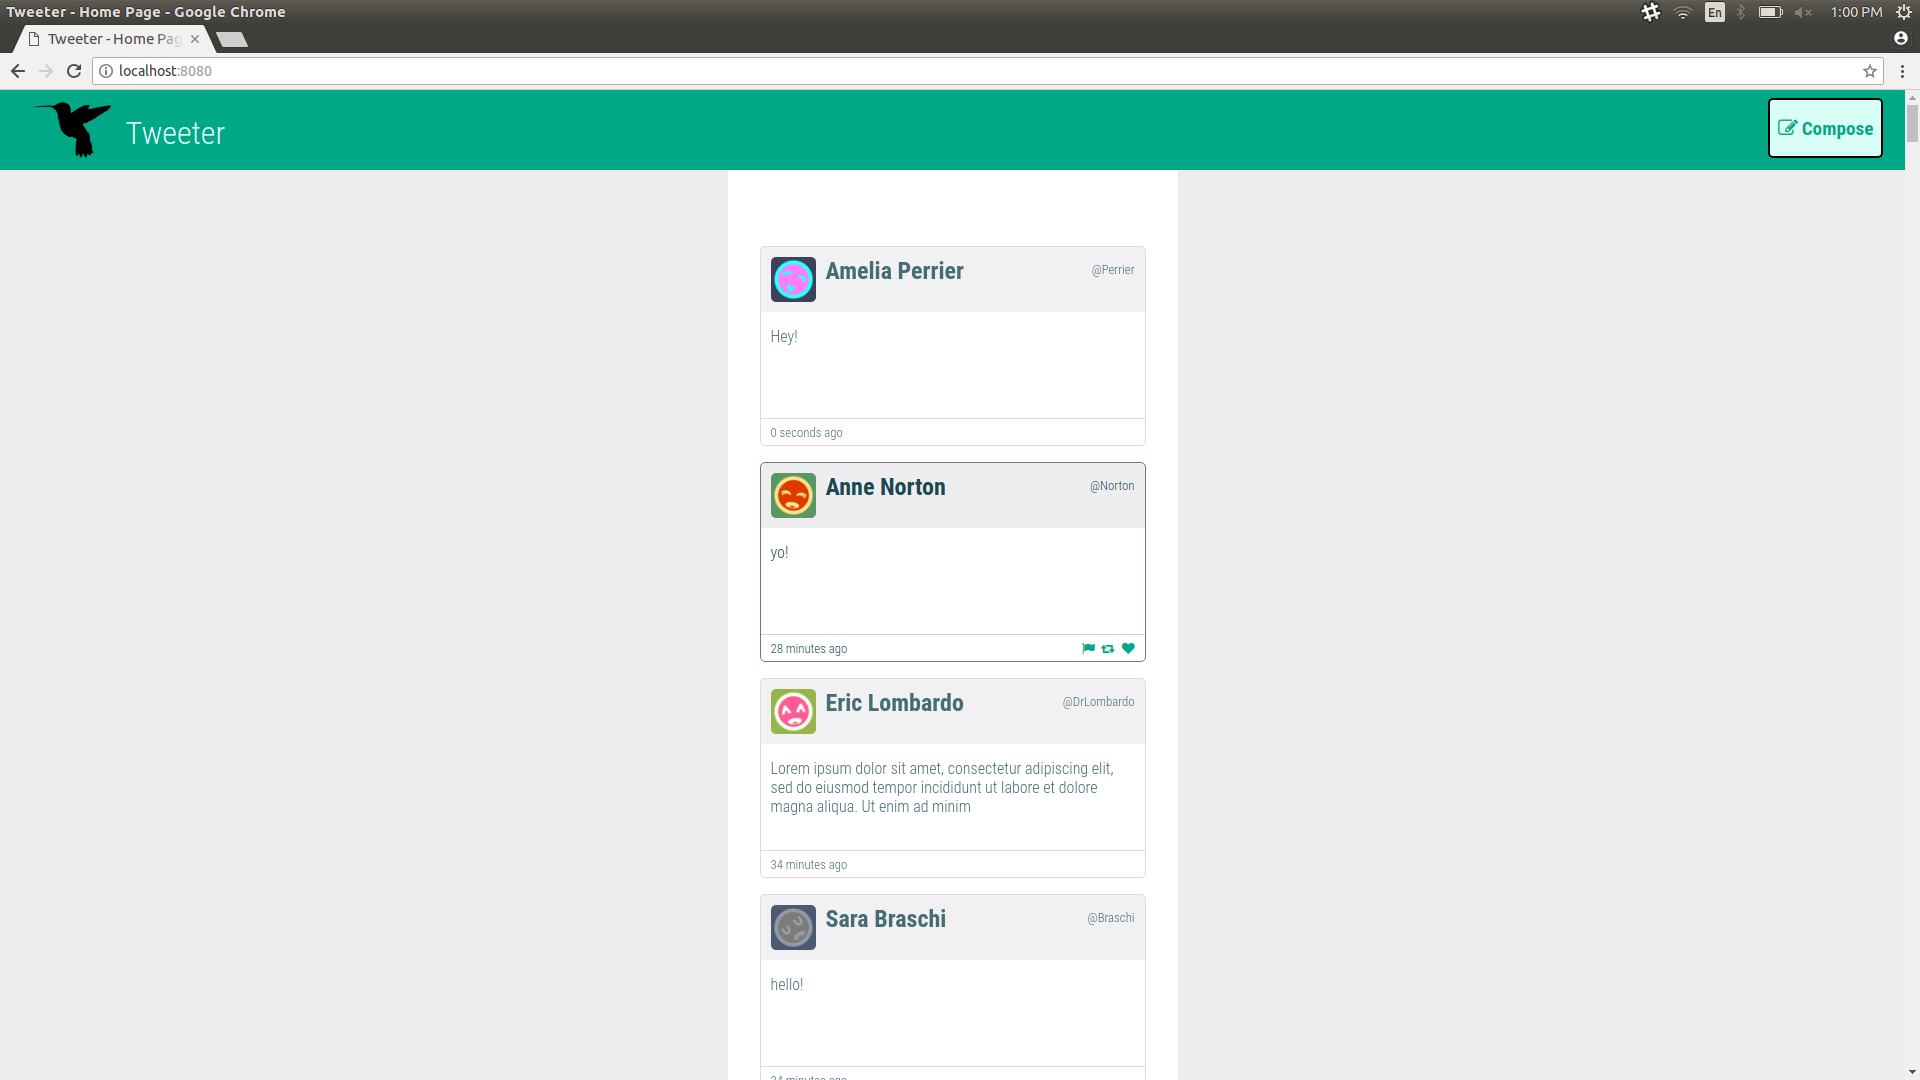 Tweeter - Home Page - Google Chrome
En
1:00 PM
Tweeter - Home Pag
localhost:8080
Tweeter
Compose
Amelia Perrier
@Perrier
Hey!
0 seconds ago
Anne Norton
@Norton
yo!
28 minutes ago
Eric Lombardo
@DrLombardo
Lorem ipsum dolor sit amet, consectetur adipiscing elit,
sed do eiusmod tempor incididunt ut labore et dolore
magna aliqua. Ut enim ad minim
34 minutes ago
Sara Braschi
@Braschi
hello!
34 minutes ago